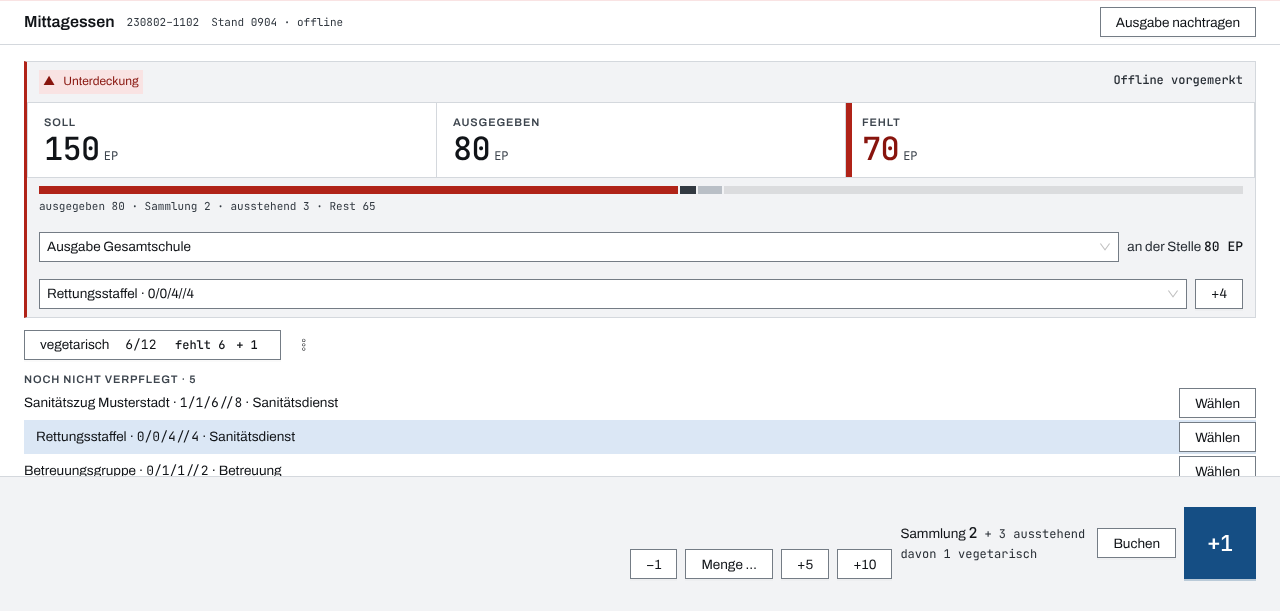 Mittagessen 230802–1102 Stand 0904 · offline Ausgabe nachtragen
Unterdeckung Offline vorgemerkt
SOLL AUSGEGEBEN FEHLT
150 EP 80 EP 70 EP
ausgegeben 80 · Sammlung 2 · ausstehend 3 · Rest 65
Ausgabe Gesamtschule an der Stelle 80 EP
Rettungsstaffel · 0/0/4//4 +4
vegetarisch 6/12 fehlt 6 + 1
NOCH NICHT VERPFLEGT · 5
Sanitätszug Musterstadt · 1/1/6//8 · Sanitätsdienst Wählen
Rettungsstaffel · 0/0/4//4 · Sanitätsdienst Wählen
Betreuungsgruppe · 0/1/1//2 · Betreuung Wählen
Sammlung 2 + 3 ausstehend
davon 1 vegetarisch
−1 Menge … +5 +10 Buchen +1